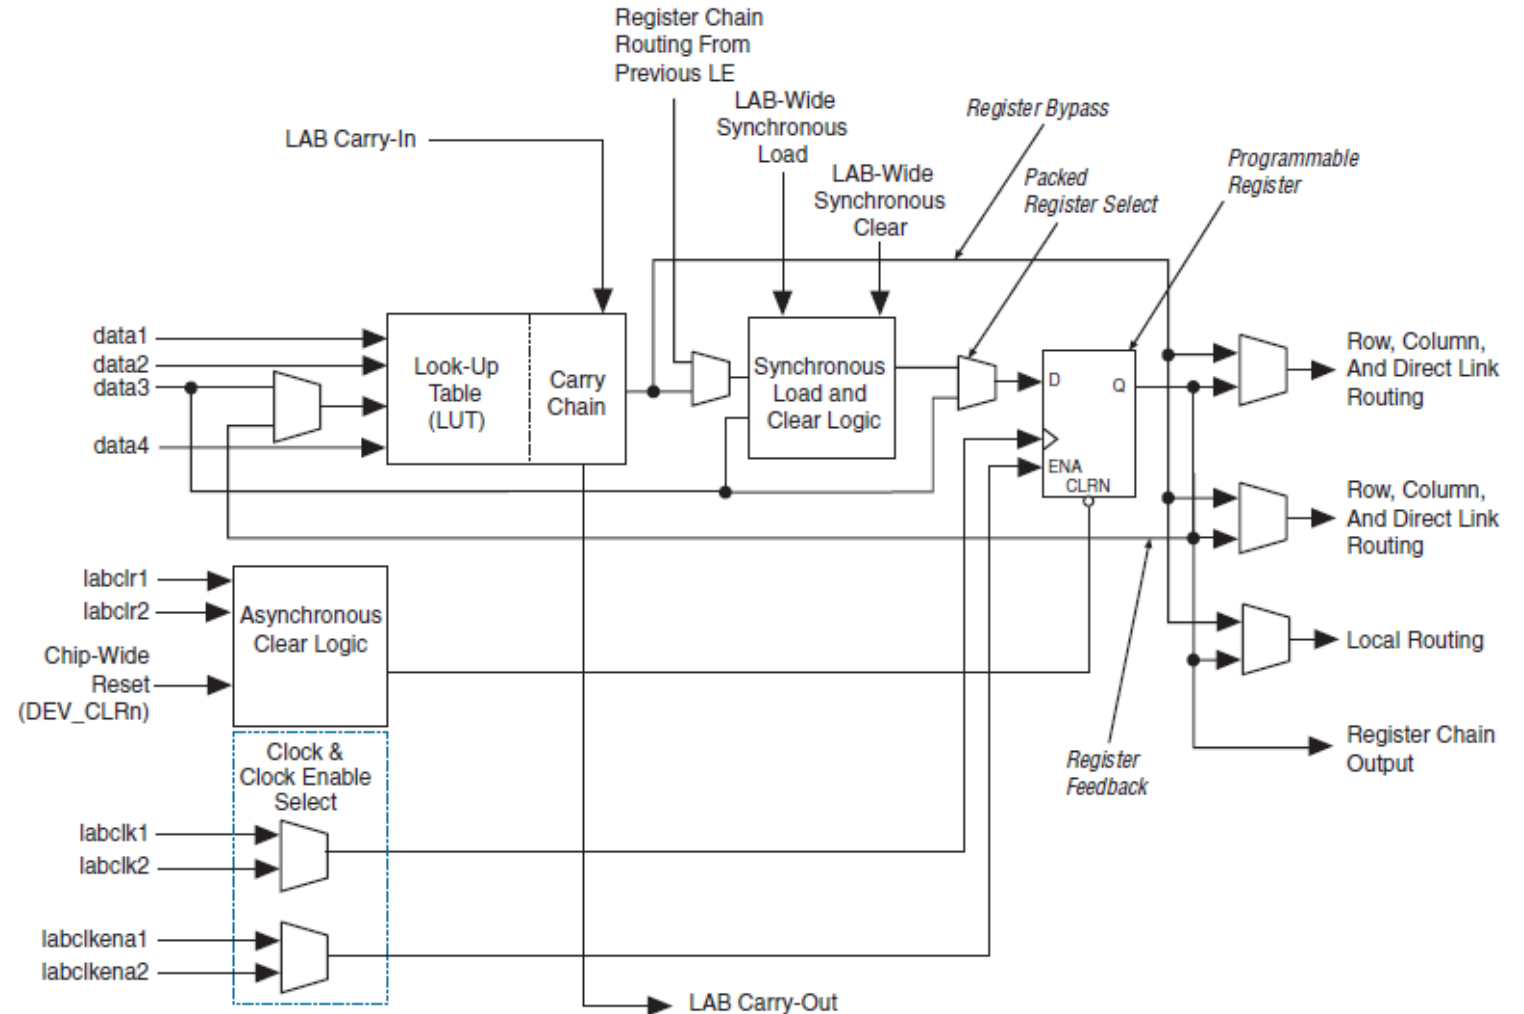 Register Chain
Routing From
Previous LE
LAB-Wide
Synchronous
Load
Register Bypass
LAB Carry-In
LAB-Wide
Synchronous
Clear
Packed
Register Select
Programmable
Register
data1
data2
data3
data4
Look-Up
Table
(LUT)
Carry
Chain
Synchronous
Load and
Clear Logic
D
Q
ENA
CLRN
Row, Column,
And Direct Link
Routing
Row, Column,
And Direct Link
Routing
Local Routing
Register Chain
Output
Register
Feedback
labclr1
labclr2
Chip-Wide
Reset
(DEV_CLRn)
Asynchronous
Clear Logic
Clock &
Clock Enable
Select
labclk1
labclk2
labclkena1
labclkena2
LAB Carry-Out